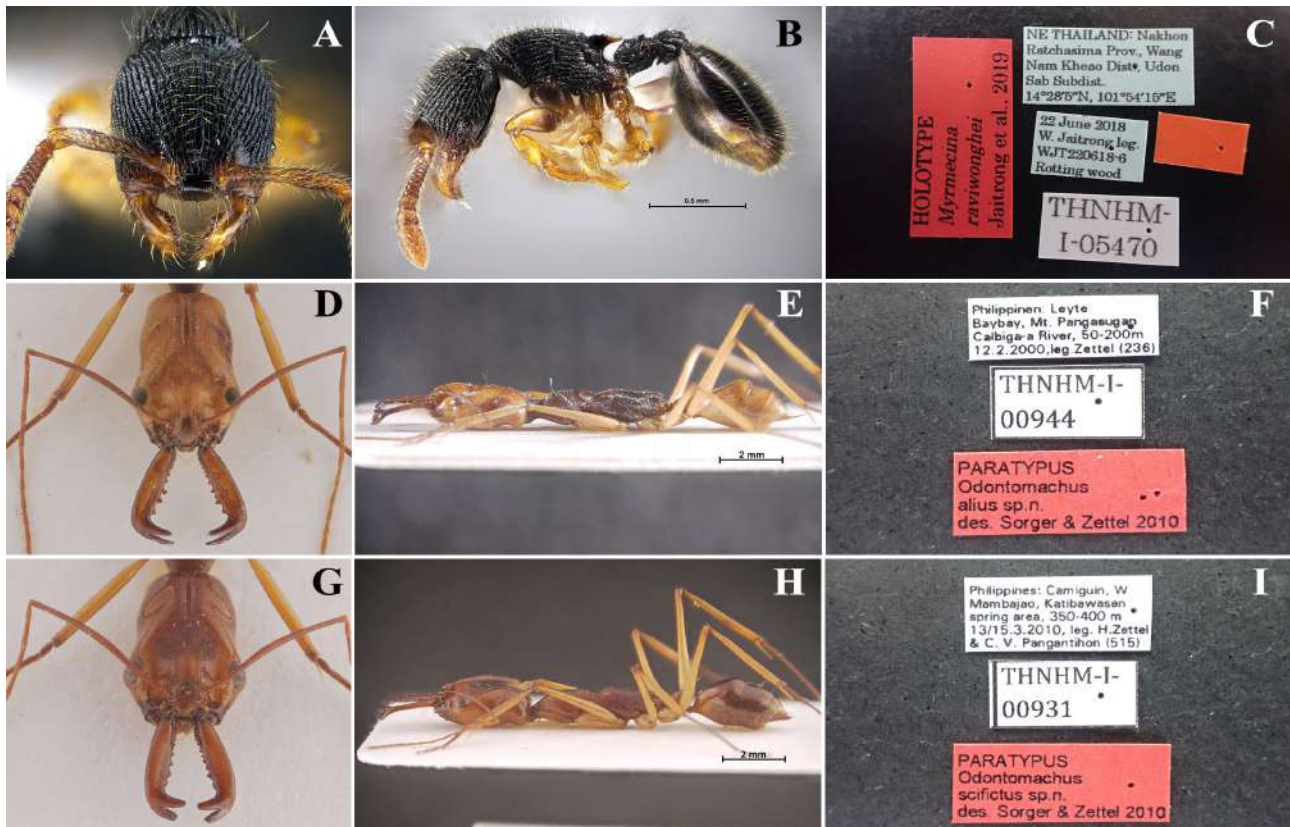 A
B
0.5 mm
C
HOLOTYPE
Myrmecina
raviwonghei
Jaitrong et al., 2019
NE THAILAND: Nakhon
Ratchasima Prov., Wang
Nam Kheao Dist., Udon
Sab Subdist.
14°28'5"N, 101°54'15"E
22 June 2018
W. Jaitrong leg.
WJT220618-6
Rotting wood
THNHM-
I-05470
D
E
2 mm
F
Philippinen: Leyte
Baybay, Mt. Pangasugan
Calbiga-a River, 50-200m
12.2.2000,leg.Zettel (236)
THNHM-I-
00944
PARATYPUS
Odontomachus
alius sp.n.
des. Sorger & Zettel 2010
G
H
2 mm
I
Philippines: Camiguin, W
Mambajao, Katibawasan
spring area, 350-400 m
13/15.3.2010, leg. H.Zettel
& C. V. Pangantihon (515)
THNHM-I-
00931
PARATYPUS
Odontomachus
scifictus sp.n.
des. Sorger & Zettel 2010